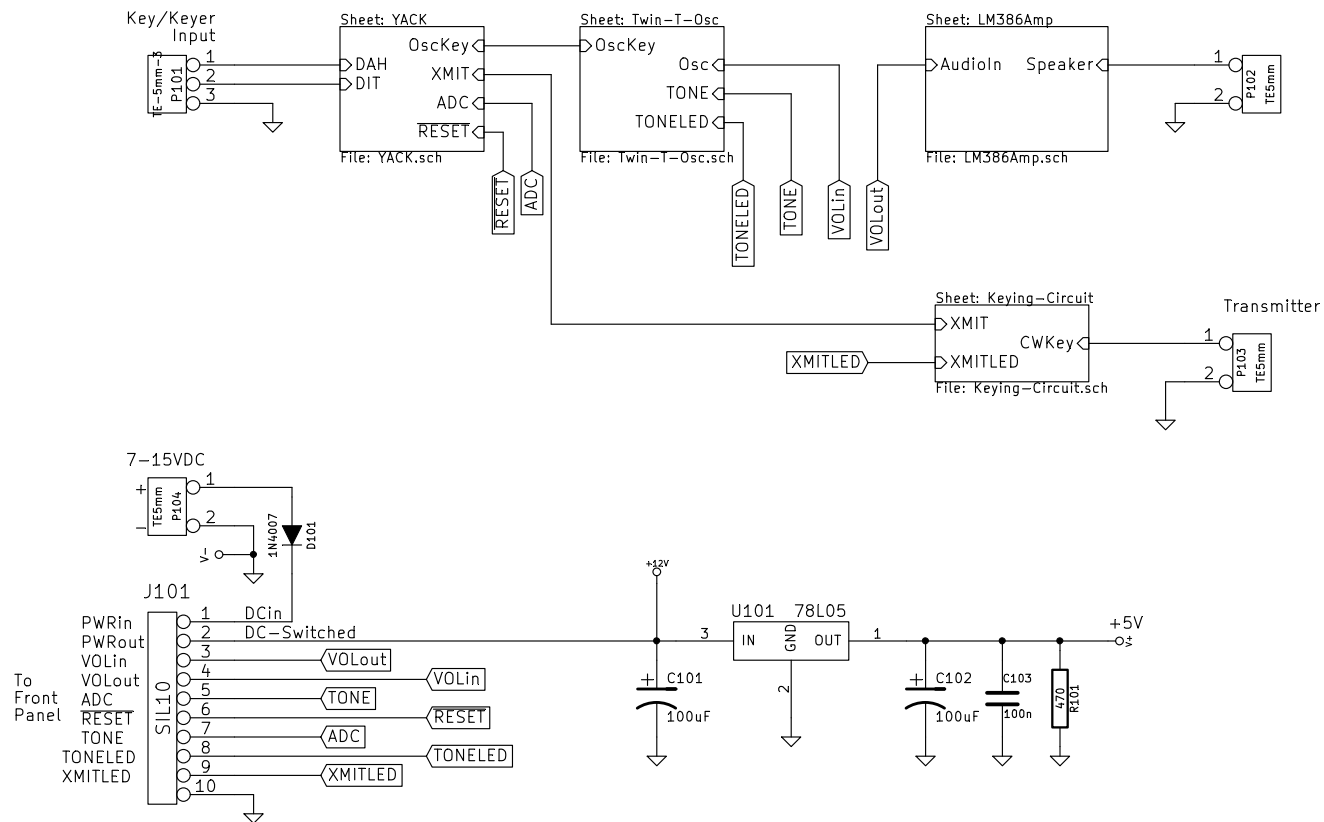 Key/Keyer
Input
TE-5mm-3
P101
1
2
3
Sheet: YACK
OscKey
DAH
XMIT
DIT
ADC
RESET
File: YACK.sch
RESET
ADC
Sheet: Twin-T-Osc
OscKey
Osc
TONE
TONELED
File: Twin-T-Osc.sch
TONELED
TONE
VOLin
VOLout
Sheet: LM386Amp
AudioIn
Speaker
File: LM386Amp.sch
1
2
P102
TE5mm
Sheet: Keying-Circuit
XMIT
CWKey
XMITLED
XMITLED
File: Keying-Circuit.sch
Transmitter
1
2
P103
TE5mm
7-15VDC
+
-
TE5mm
P104
1
2
V-
1N4007
D101
J101
SIL10
To
Front
Panel
PWRin
PWRout
VOLin
VOLout
ADC
RESET
TONE
TONELED
XMITLED
1 DCin
2 DC-Switched
3 VOLout
4 VOLin
5 TONE
6 RESET
7 ADC
8 TONELED
9 XMITLED
10
+12V
+ C101
100uF
U101 78L05
3 IN GND OUT 1
2
+ C102
100uF
C103
100n
470
R101
+5V
V+